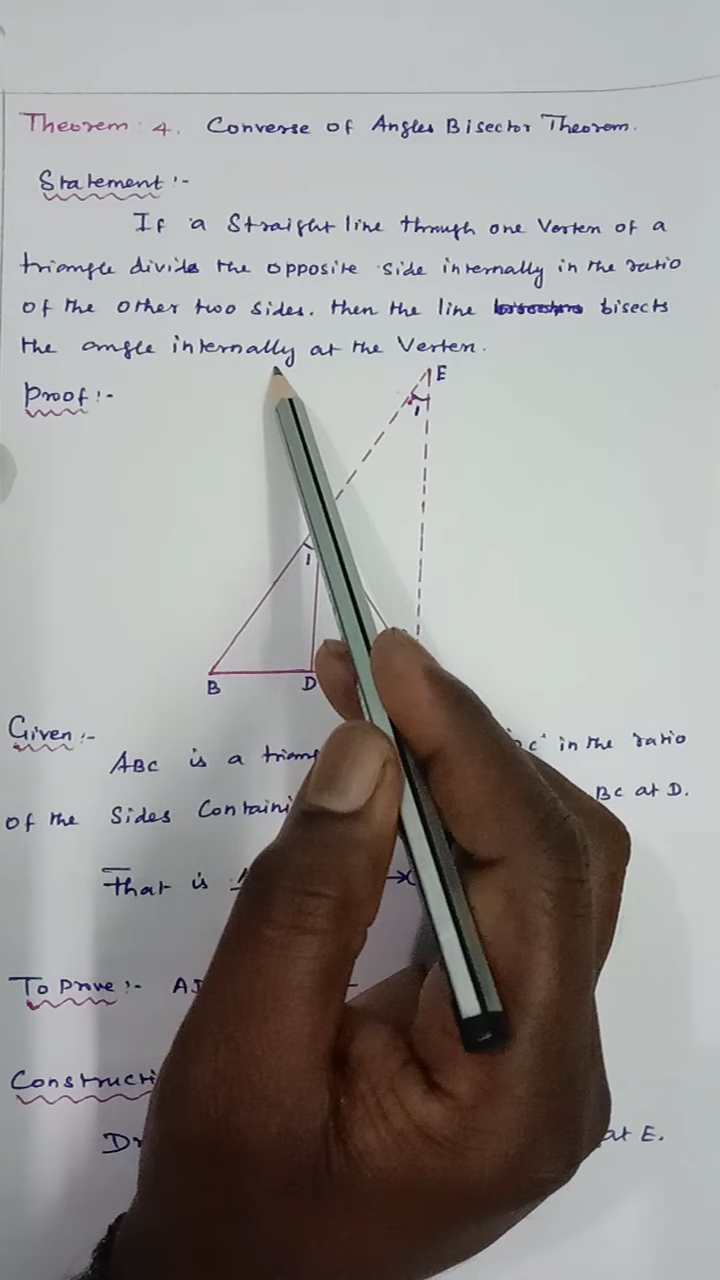 Theorem: 4. Converse of Angles Bisector Theorem.
Statement :-
If a Straight line through one Vertex of a
triangle divide the opposite side internally in the ratio
of the other two sides. then the line bisects
the angle internally at the Vertex.
Proof :-
E
1
1
B D
Given :-
ABC is a in the ratio
of the Sides BC at D.
That is
To Prove :-
at E.